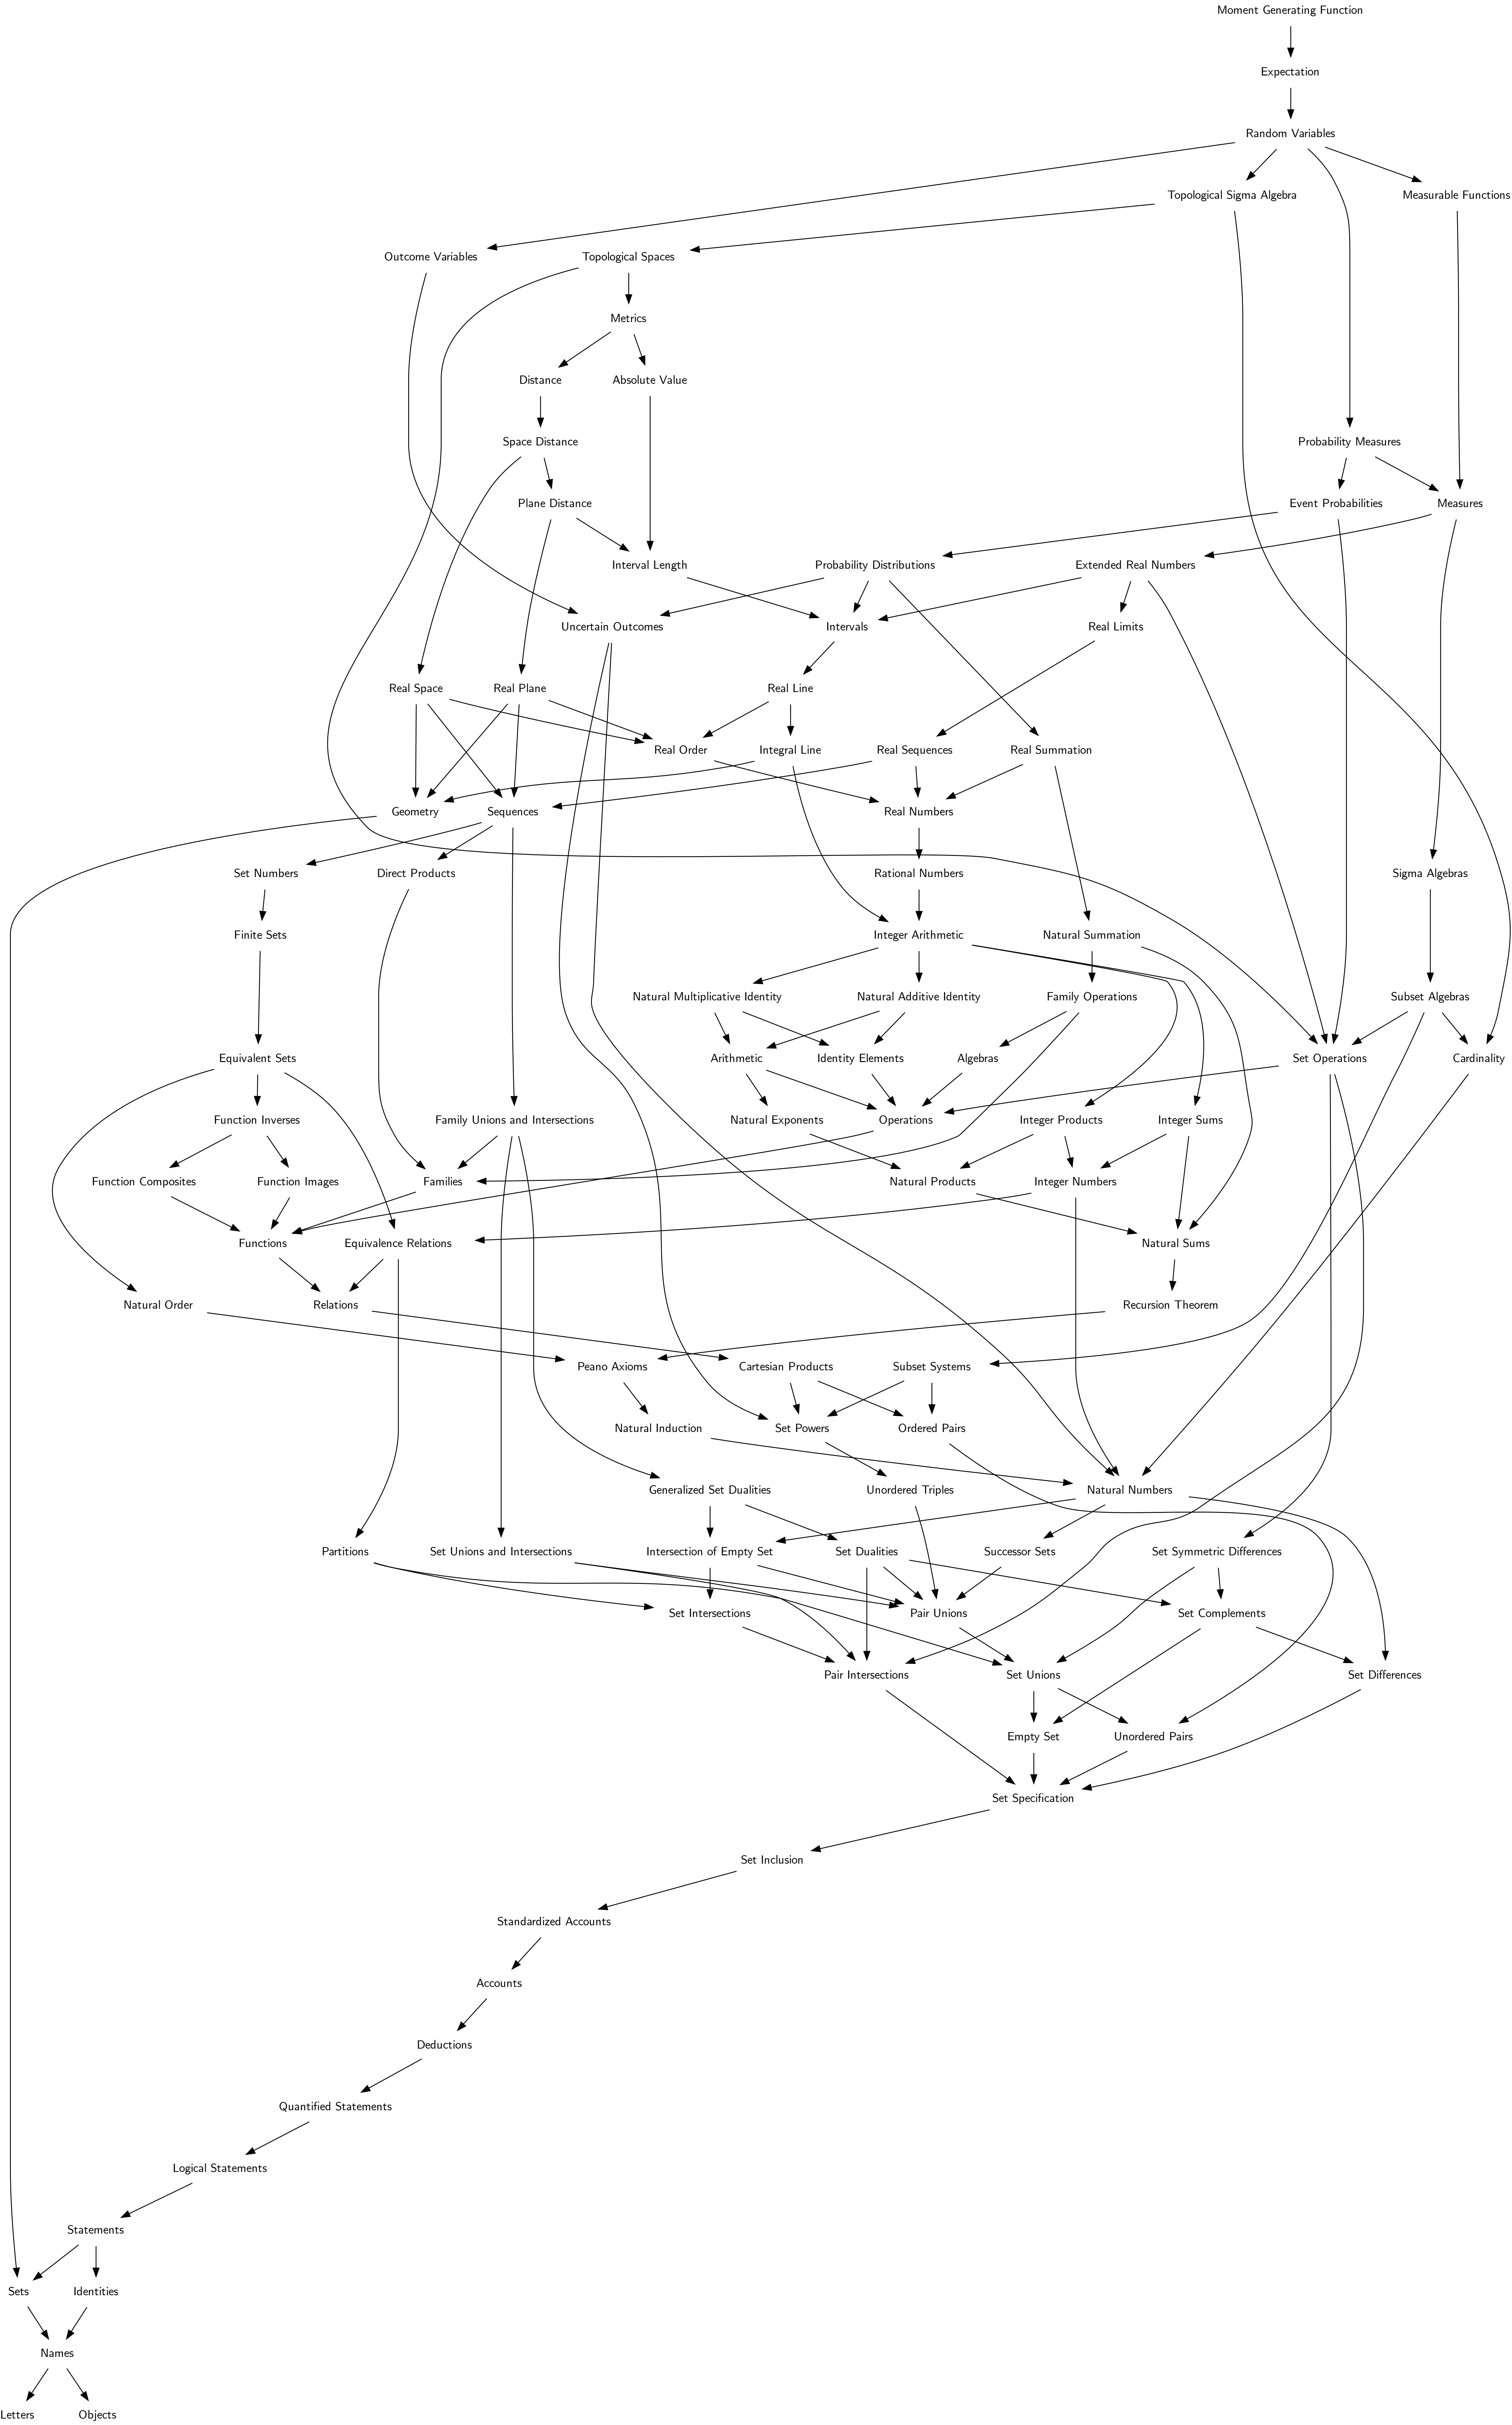 Moment Generating Function
Expectation
Random Variables
Topological Sigma Algebra
Measurable Functions
Outcome Variables
Topological Spaces
Metrics
Distance
Absolute Value
Space Distance
Probability Measures
Plane Distance
Event Probabilities
Measures
Interval Length
Probability Distributions
Extended Real Numbers
Uncertain Outcomes
Intervals
Real Limits
Real Space
Real Plane
Real Line
Real Order
Integral Line
Real Sequences
Real Summation
Geometry
Sequences
Real Numbers
Set Numbers
Direct Products
Rational Numbers
Sigma Algebras
Finite Sets
Integer Arithmetic
Natural Summation
Natural Multiplicative Identity
Natural Additive Identity
Family Operations
Subset Algebras
Equivalent Sets
Arithmetic
Identity Elements
Algebras
Set Operations
Cardinality
Function Inverses
Family Unions and Intersections
Natural Exponents
Operations
Integer Products
Integer Sums
Function Composites
Function Images
Families
Natural Products
Integer Numbers
Functions
Equivalence Relations
Natural Sums
Natural Order
Relations
Recursion Theorem
Peano Axioms
Cartesian Products
Subset Systems
Natural Induction
Set Powers
Ordered Pairs
Generalized Set Dualities
Unordered Triples
Natural Numbers
Partitions
Set Unions and Intersections
Intersection of Empty Set
Set Dualities
Successor Sets
Set Symmetric Differences
Set Intersections
Pair Unions
Set Complements
Pair Intersections
Set Unions
Set Differences
Empty Set
Unordered Pairs
Set Specification
Set Inclusion
Standardized Accounts
Accounts
Deductions
Quantified Statements
Logical Statements
Statements
Sets
Identities
Names
Letters
Objects